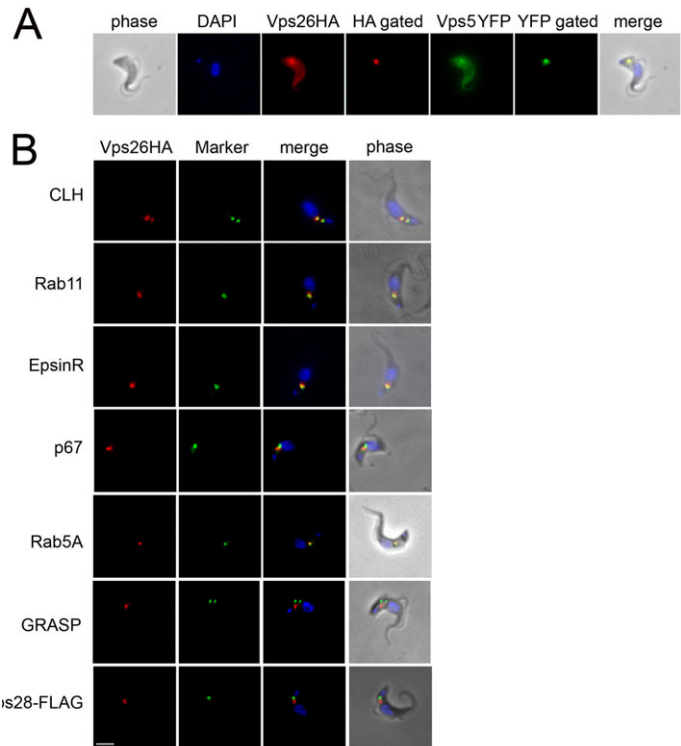 A
phase DAPI Vps26HA HA gated Vps5YFP YFP gated merge
B
Vps26HA Marker merge phase
CLH
Rab11
EpsinR
p67
Rab5A
GRASP
ps28-FLAG